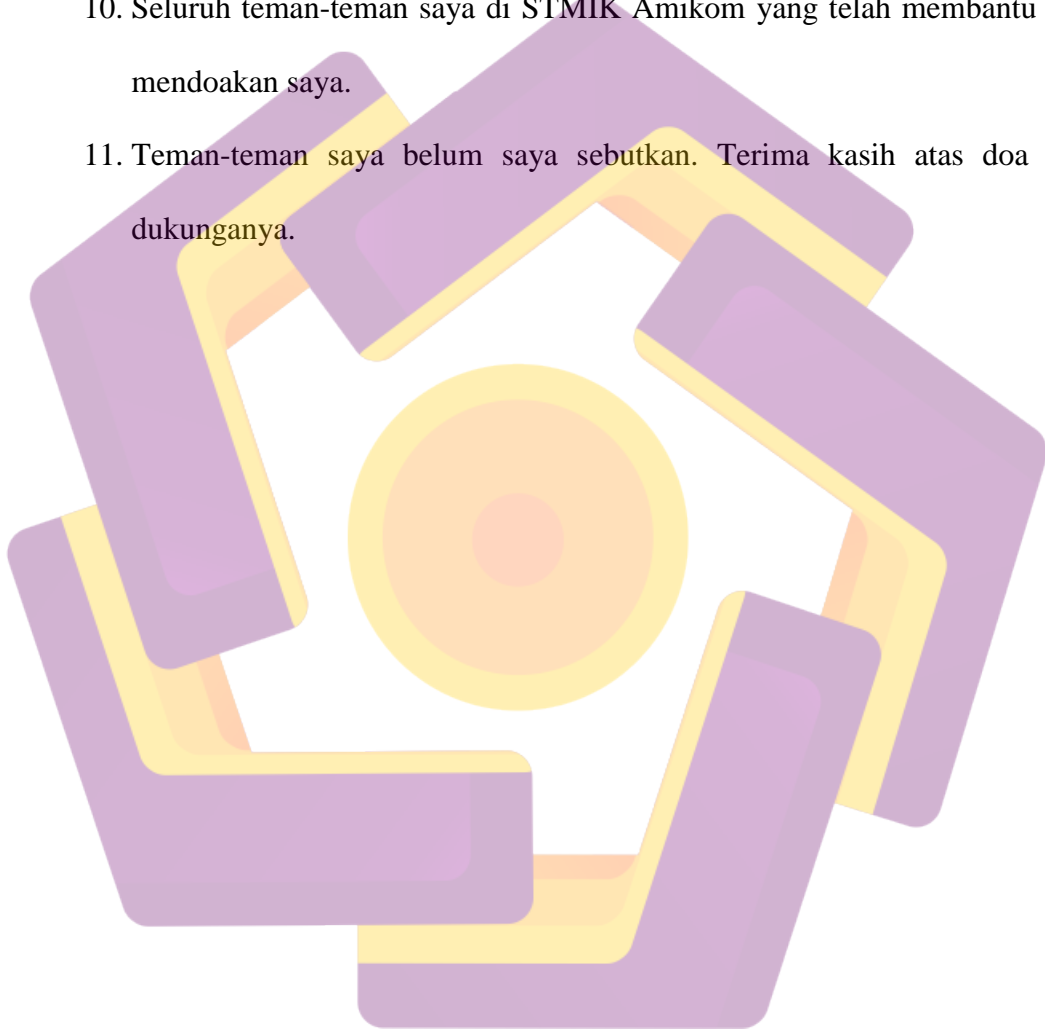 10. Seluruh teman-teman saya di STMIK Amikom yang telah membantu
mendoakan saya.
11. Teman-teman saya belum saya sebutkan. Terima kasih atas doa
dukunganya.